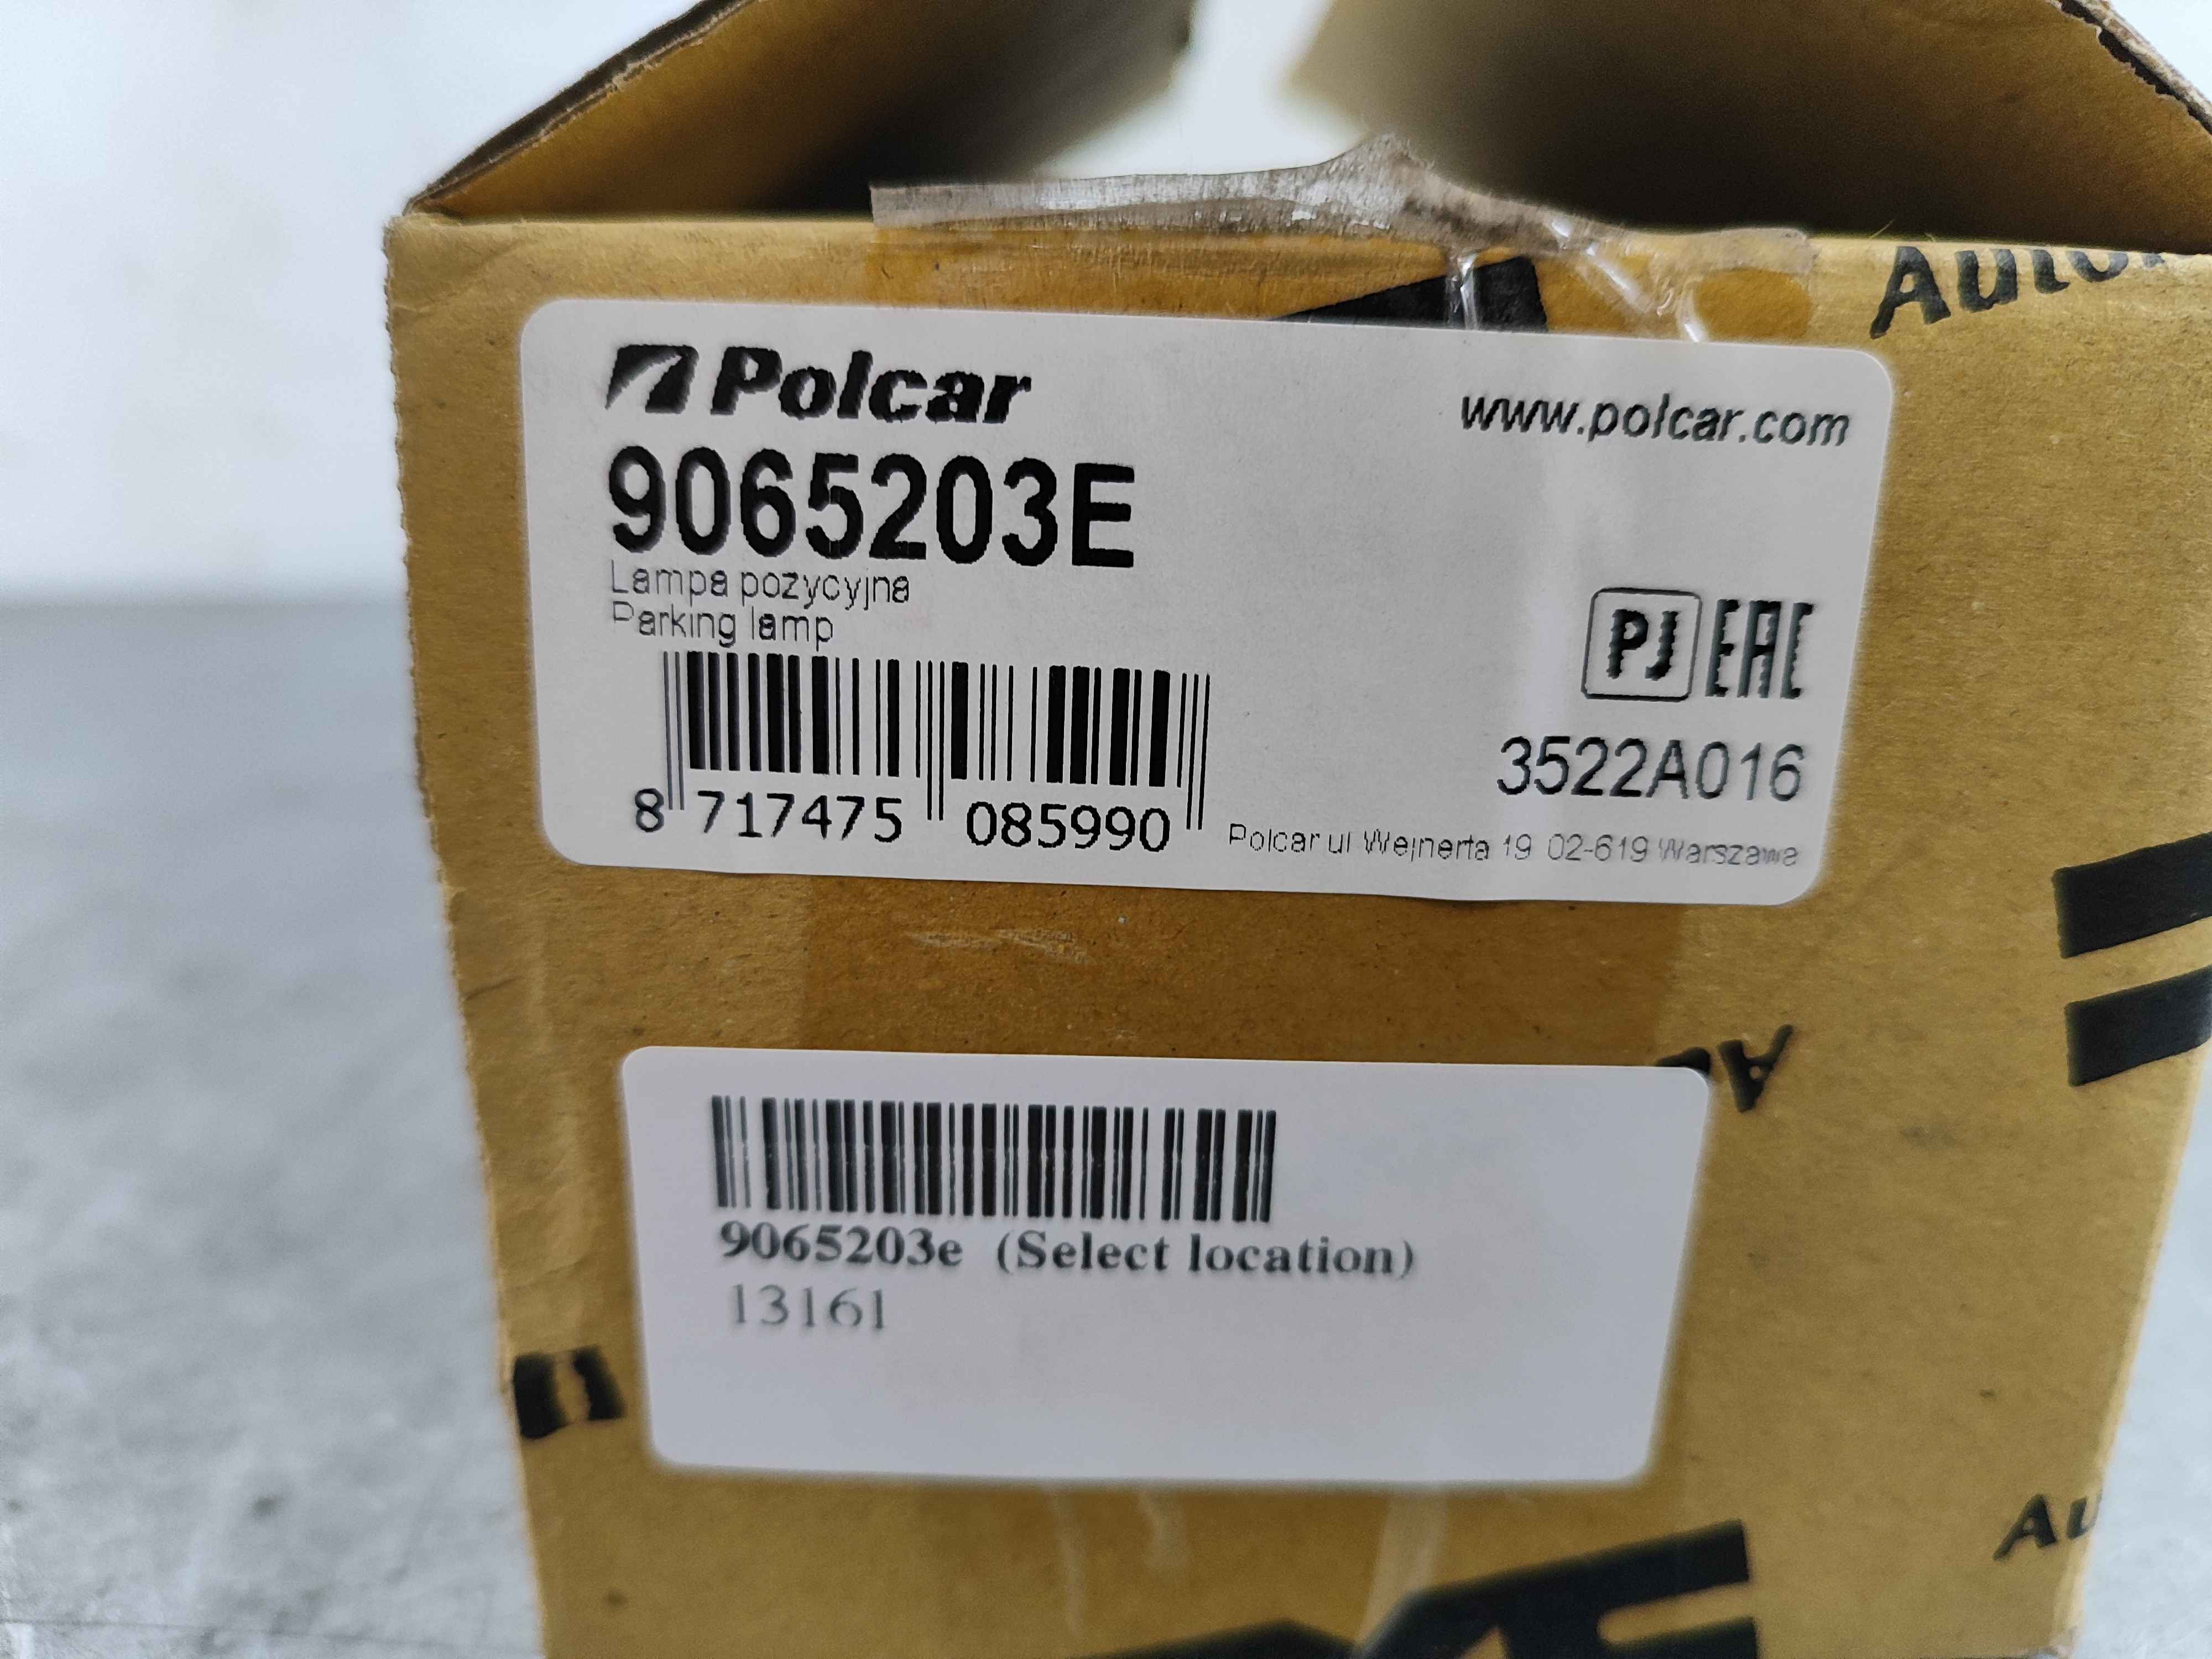 Polcar
www.polcar.com
9065203E
Lampa pozycyjna
Parking lamp
PJ EAC
3522A016
8 717475 085990
Polcar ul Wejnerta 19 02-619 Warszawa
9065203e (Select location)
13161